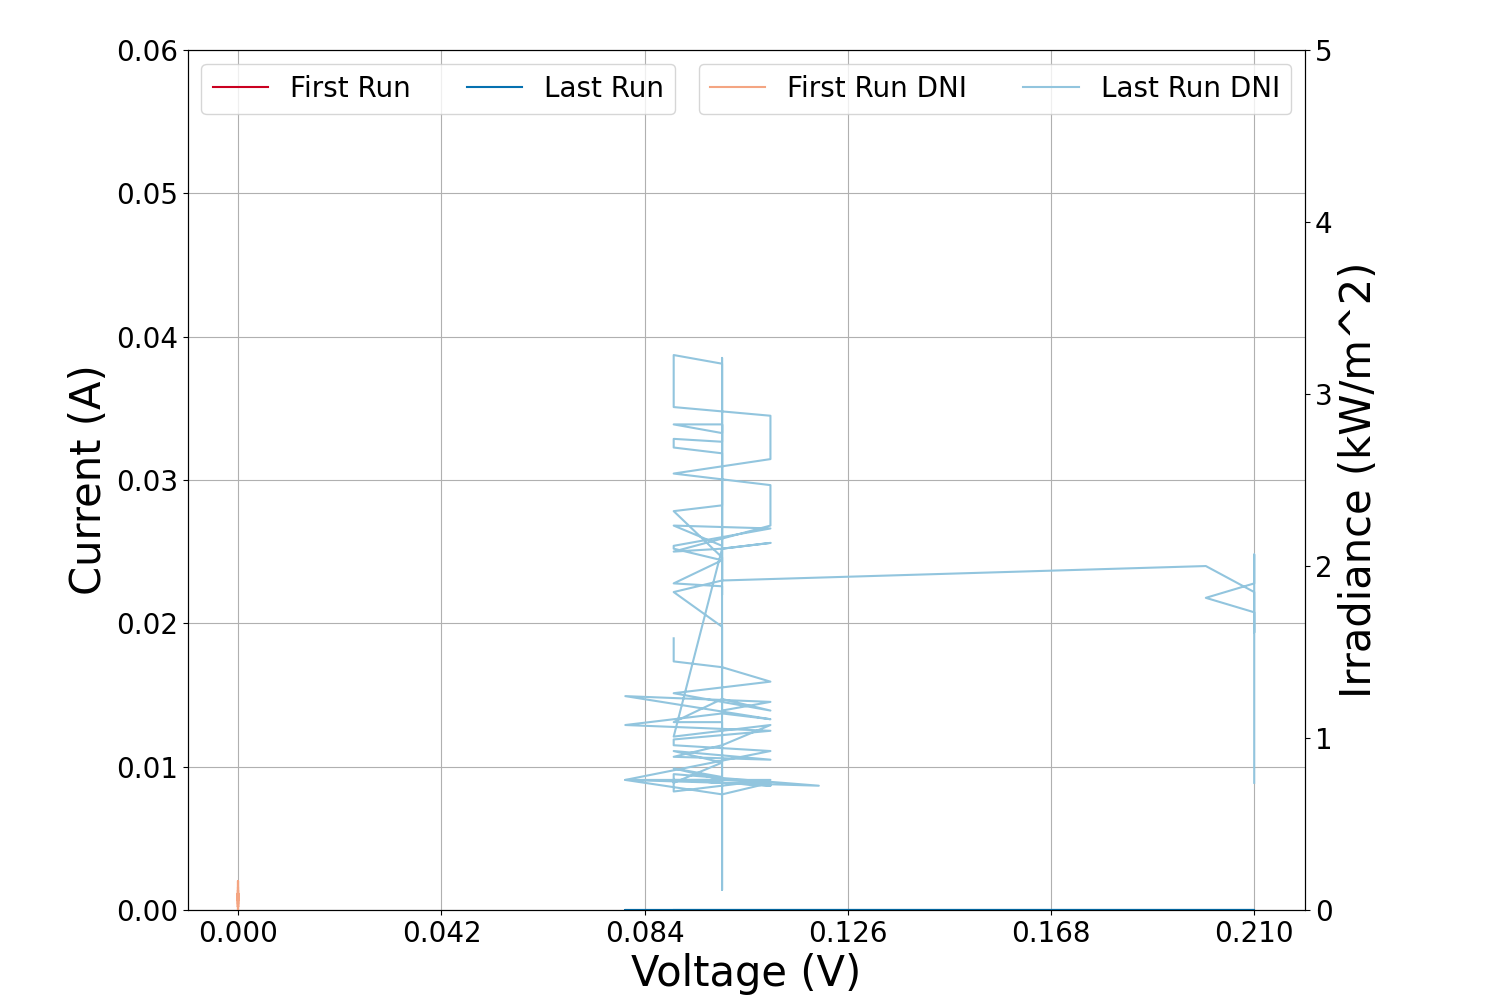 First Run
Last Run
First Run DNI
Last Run DNI
0.06
0.05
0.04
0.03
0.02
0.01
0.00
Current (A)
5
4
3
2
1
0
Irradiance (kW/m^2)
0.000 0.042 0.084 0.126 0.168 0.210
Voltage (V)